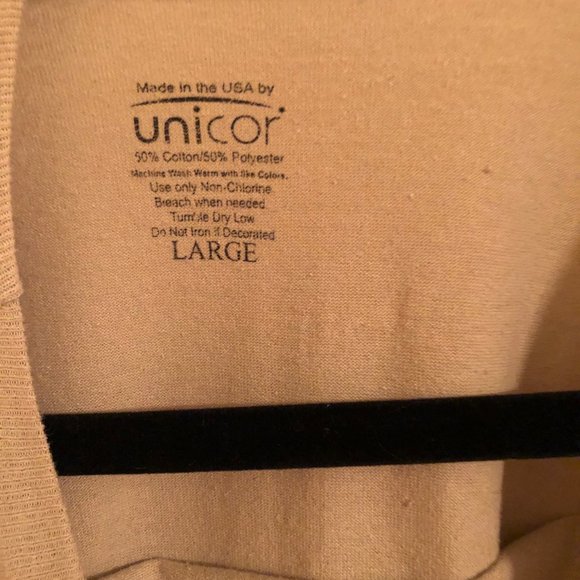 Made in the USA by
unicor
50% Cotton/50% Polyester
Machine Wash Warm with like Colors.
Use only Non-Chlorine
Bleach when needed
Tumble Dry Low
Do Not Iron if Decorated
LARGE